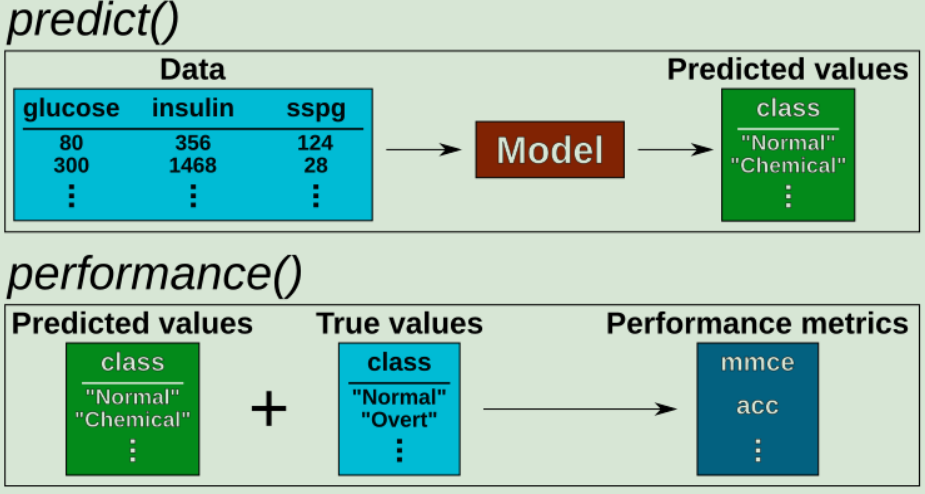 predict()
Data
glucose insulin sspg
80 356 124
300 1468 28
Model
Predicted values
class
"Normal"
"Chemical"
performance()
Predicted values
class
"Normal"
"Chemical"
+
True values
class
"Normal"
"Overt"
Performance metrics
mmce
acc